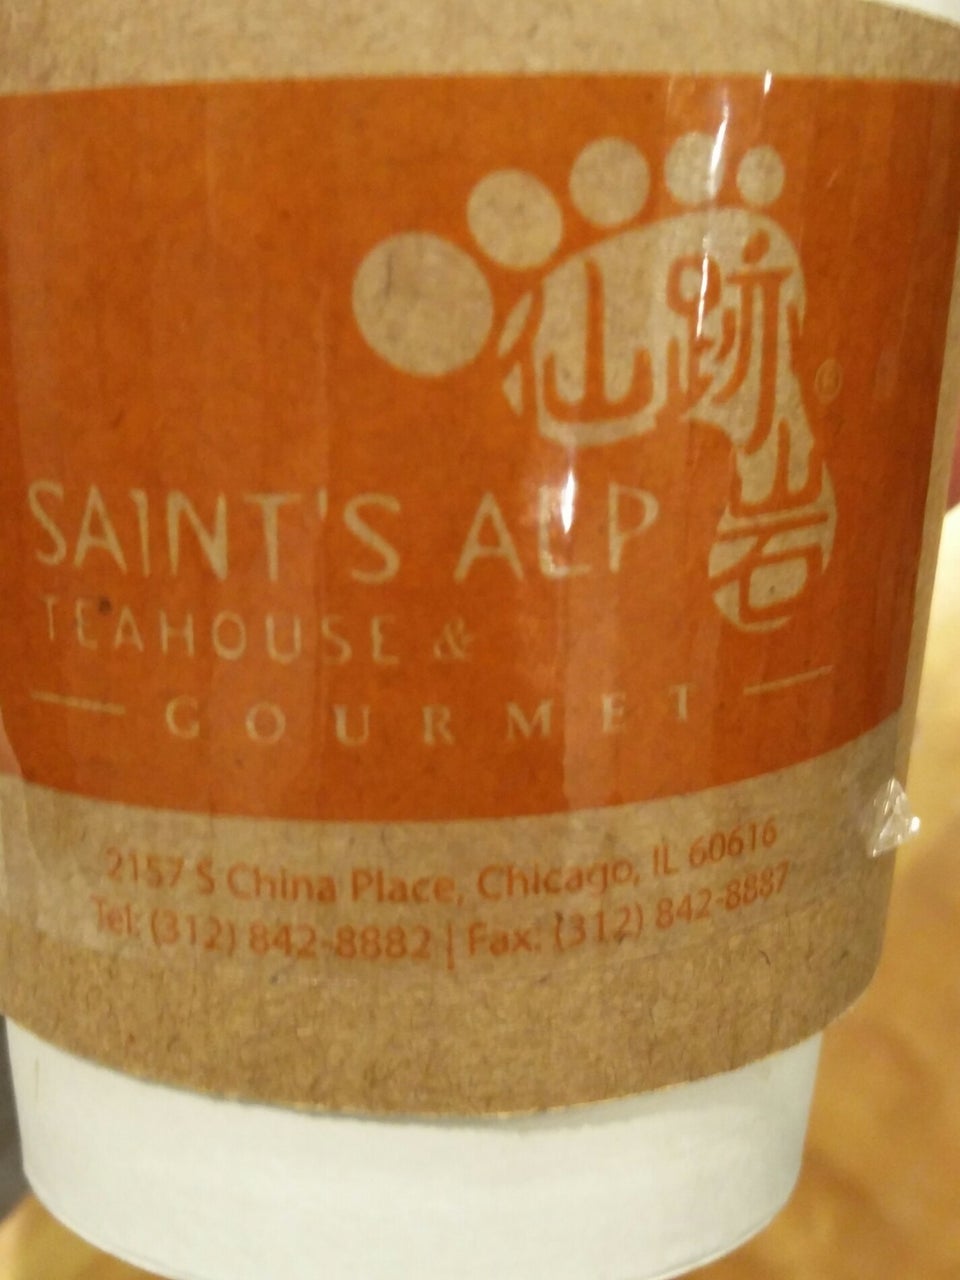 仙跡岩
®
SAINT'S ALP
TEAHOUSE &
GOURMET
2157 S China Place, Chicago, IL 60616
Tel: (312) 842-8882 | Fax: (312) 842-8887